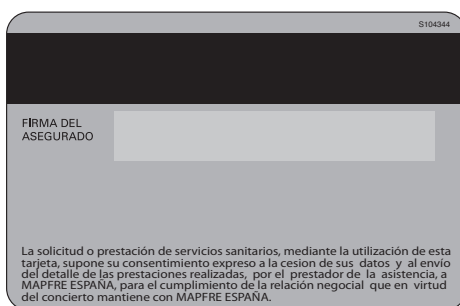 S104344
FIRMA DEL
ASEGURADO
La solicitud o prestación de servicios sanitarios, mediante la utilización de esta
tarjeta, supone su consentimiento expreso a la cesion de sus datos y al envío
del detalle de las prestaciones realizadas, por el prestador de la asistencia, a
MAPFRE ESPAÑA, para el cumplimiento de la relación negocial que en virtud
del concierto mantiene con MAPFRE ESPAÑA.